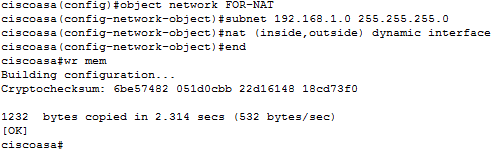 ciscoasa(config)#object network FOR-NAT
ciscoasa(config-network-object)#subnet 192.168.1.0 255.255.255.0
ciscoasa(config-network-object)#nat (inside,outside) dynamic interface
ciscoasa(config-network-object)#end
ciscoasa#wr mem
Building configuration...
Cryptochecksum: 6be57482 051d0cbb 22d16148 18cd73f0
1232 bytes copied in 2.314 secs (532 bytes/sec)
[OK]
ciscoasa#